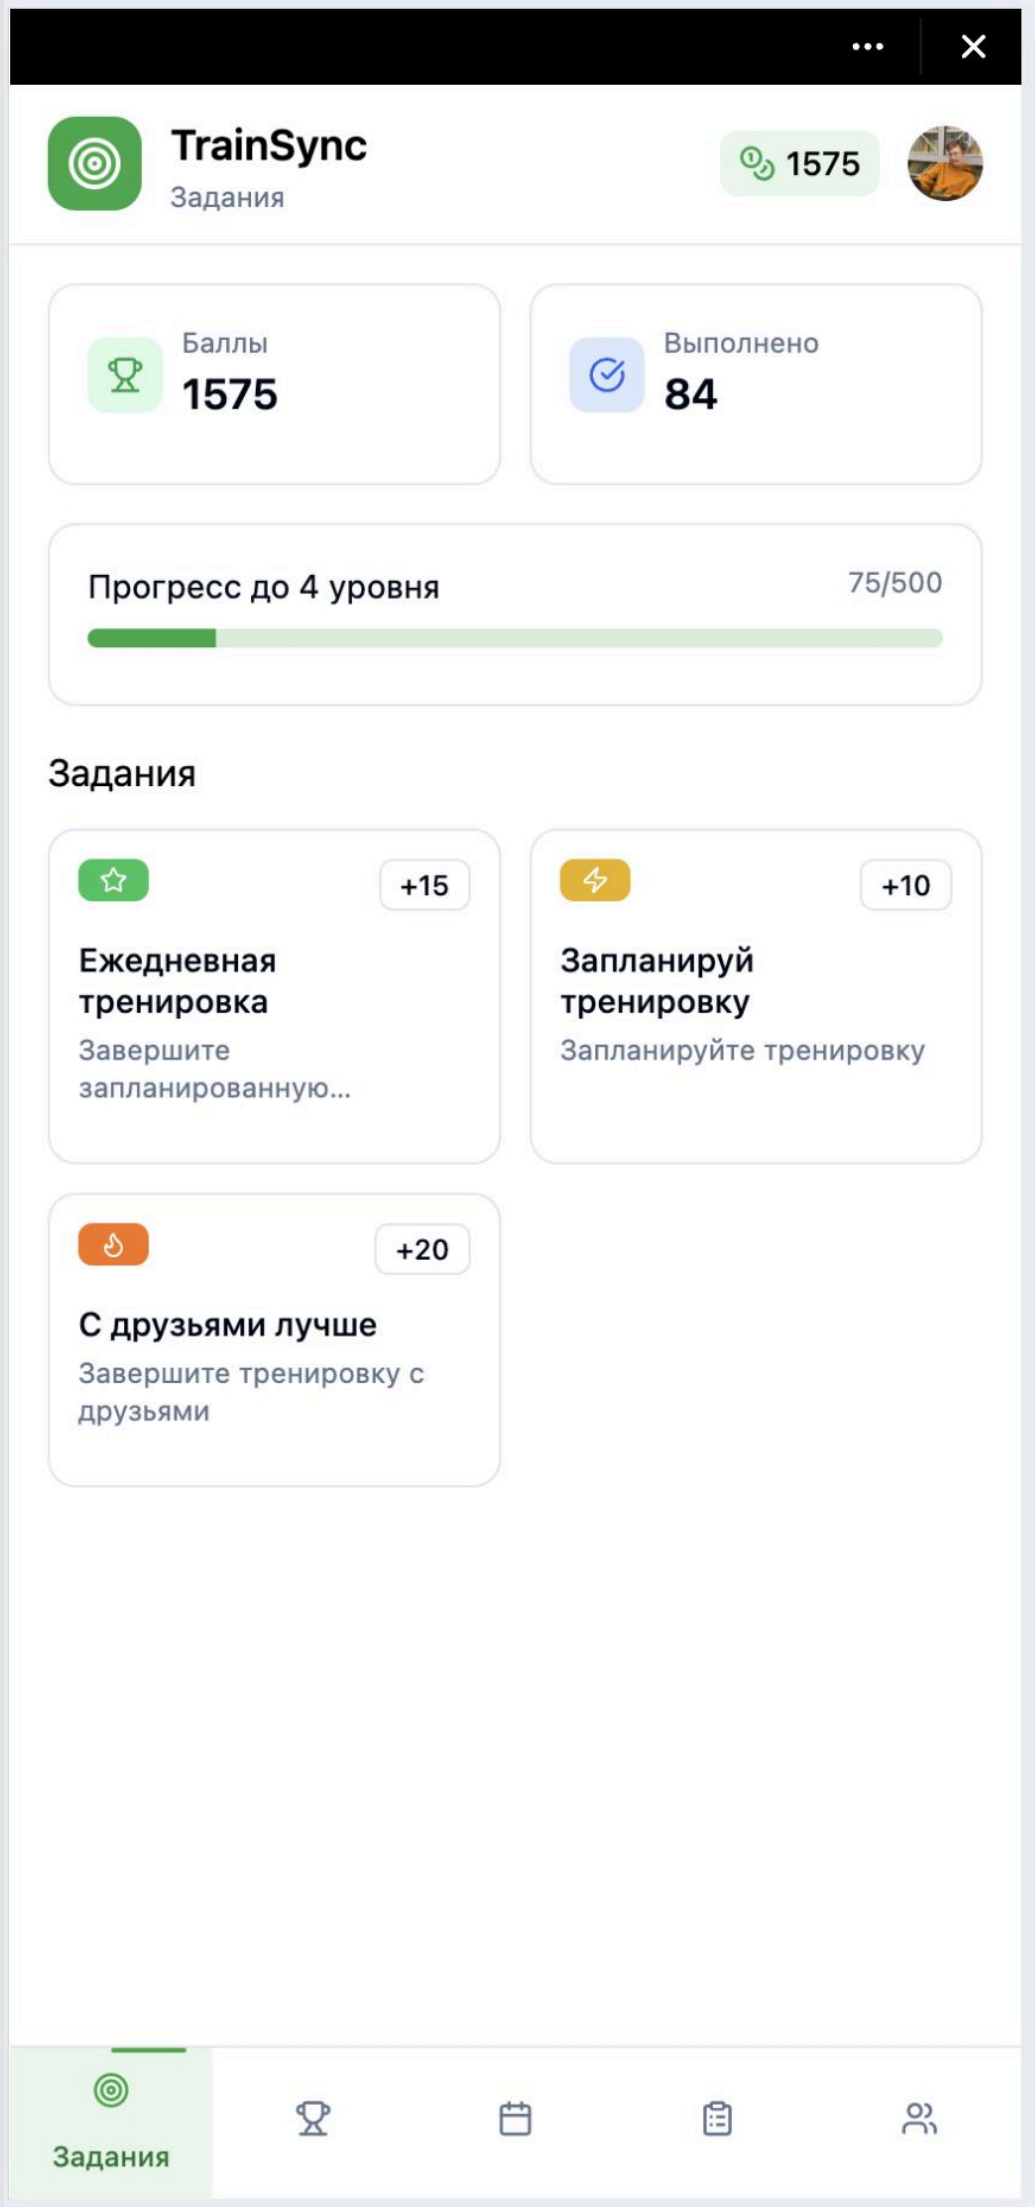 TrainSync
Задания
1575
Баллы
1575
Выполнено
84
Прогресс до 4 уровня
75/500
Задания
+15
Ежедневная
тренировка
Завершите
запланированную...
+10
Запланируй
тренировку
Запланируйте тренировку
+20
С друзьями лучше
Завершите тренировку с
друзьями
Задания